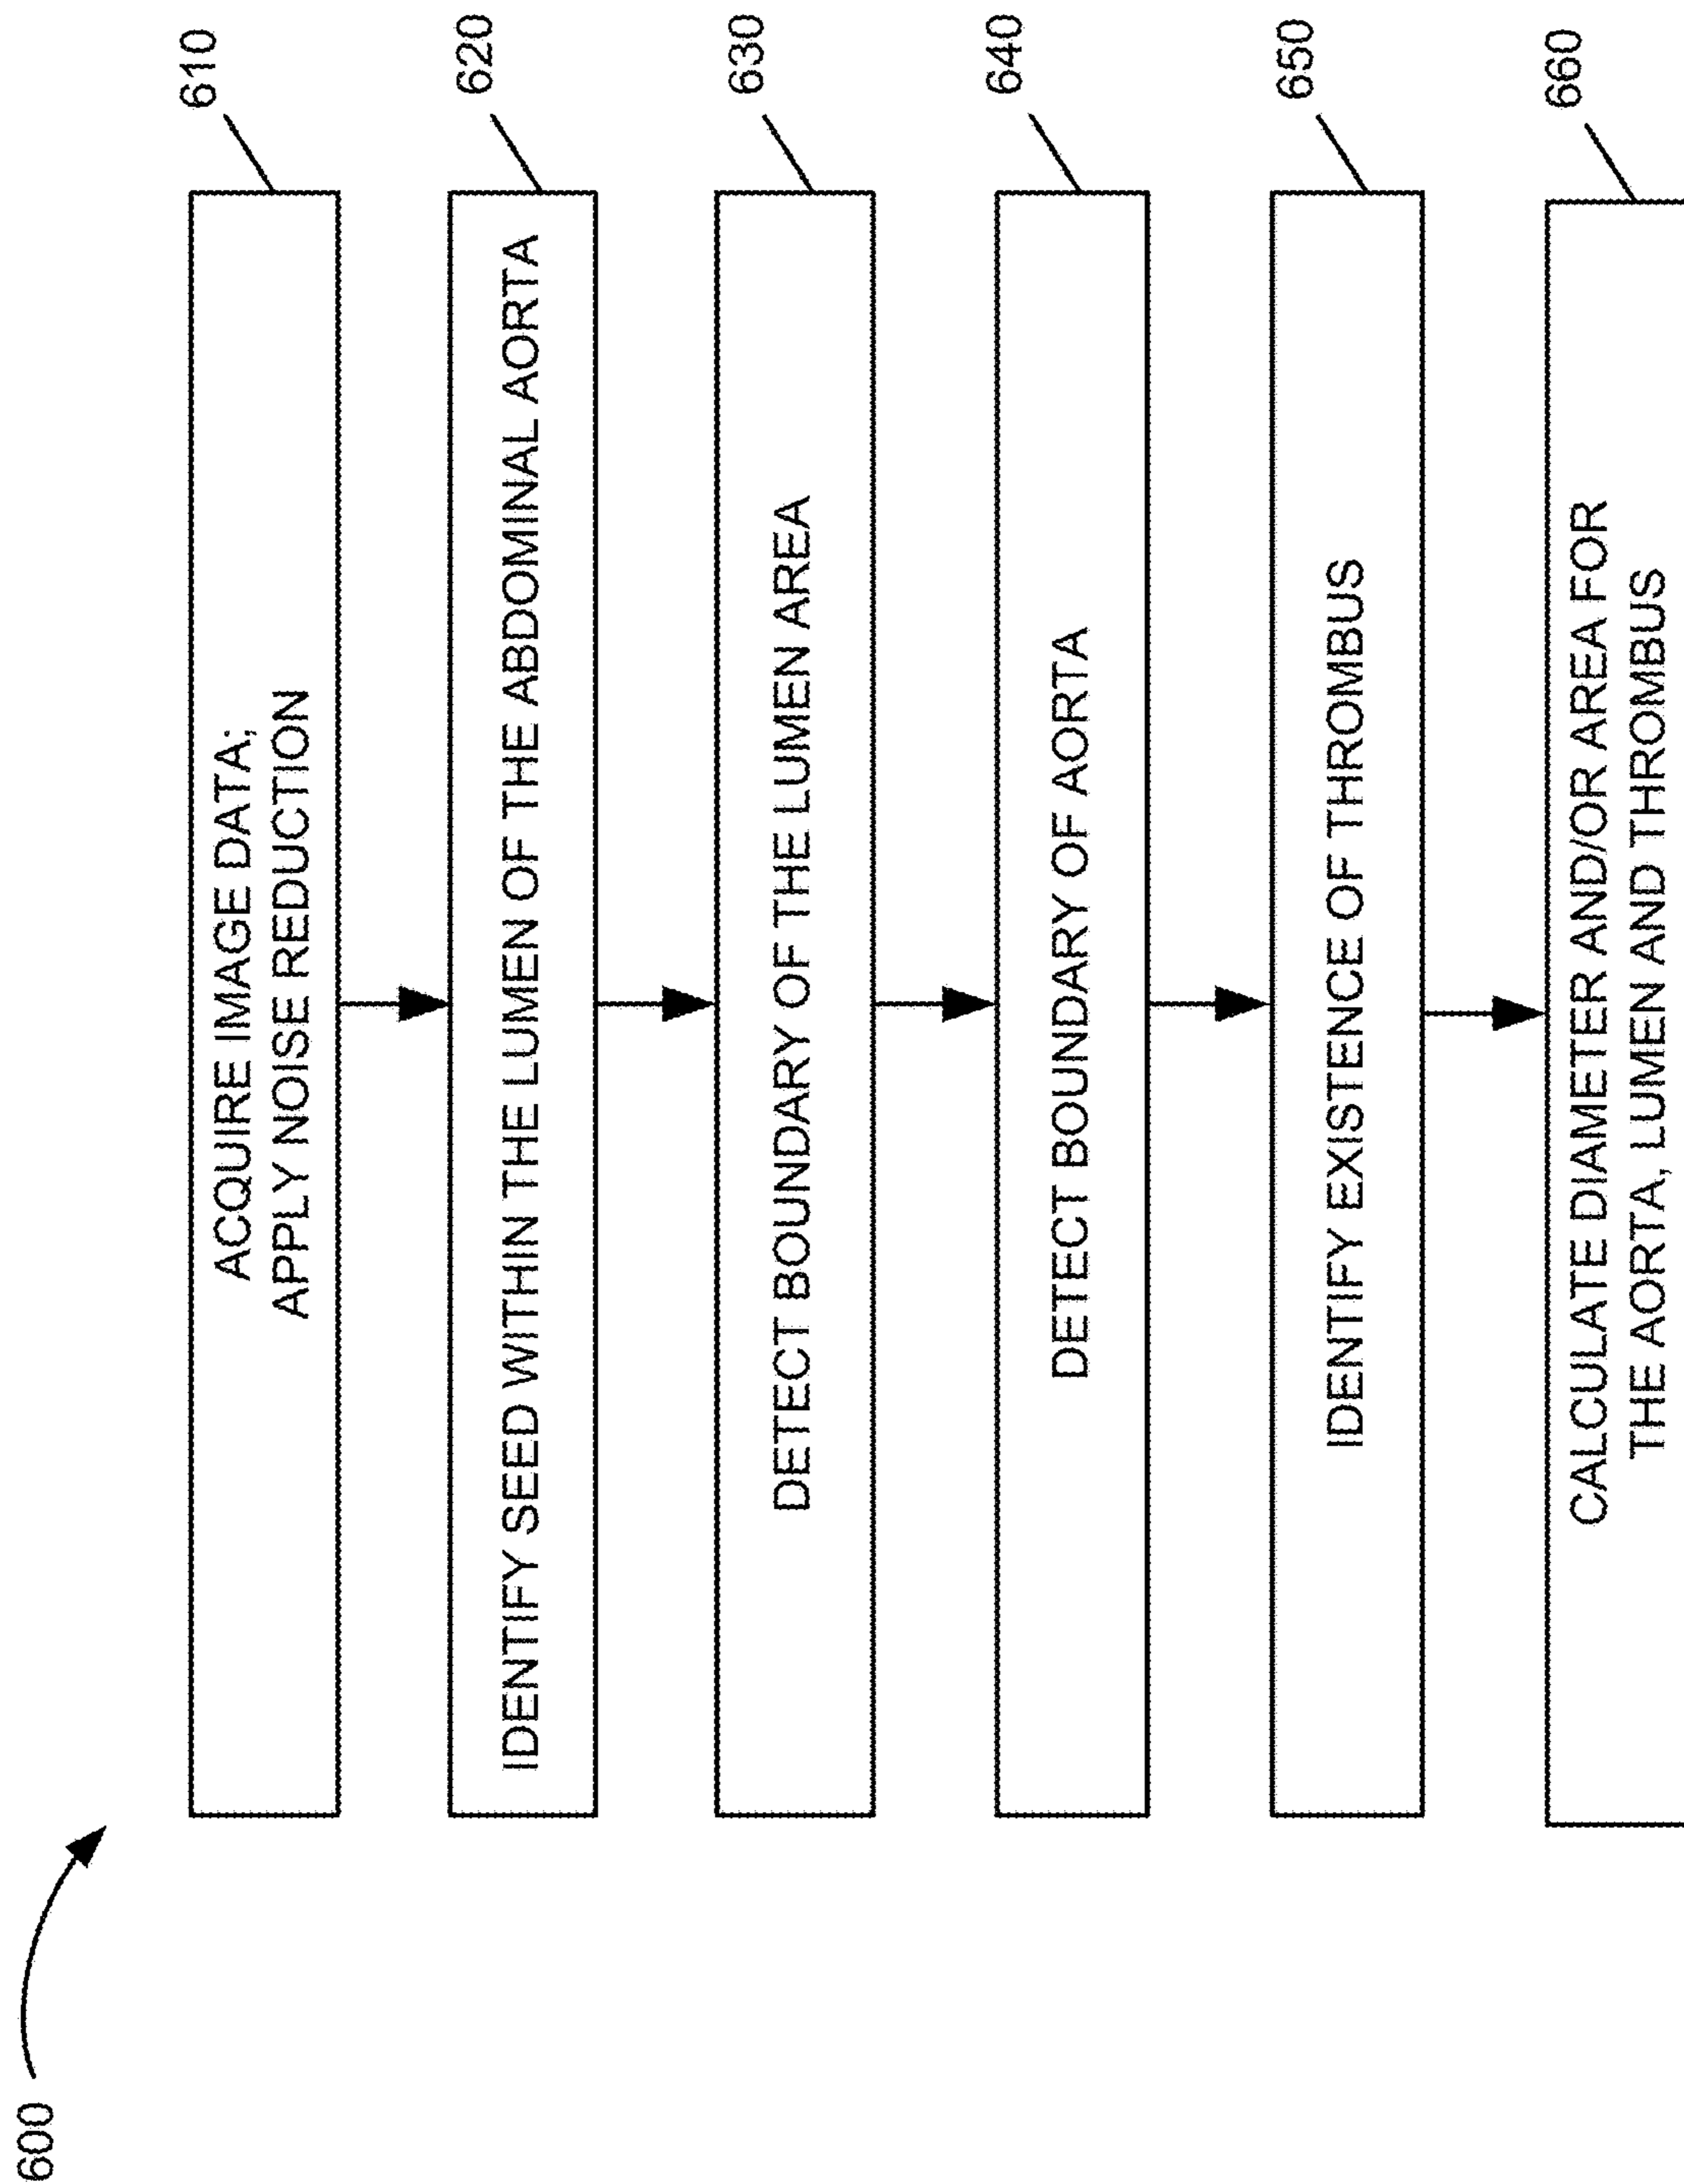 600
610
ACQUIRE IMAGE DATA;
APPLY NOISE REDUCTION
620
IDENTIFY SEED WITHIN THE LUMEN OF THE ABDOMINAL AORTA
630
DETECT BOUNDARY OF THE LUMEN AREA
640
DETECT BOUNDARY OF AORTA
650
IDENTIFY EXISTENCE OF THROMBUS
660
CALCULATE DIAMETER AND/OR AREA FOR
THE AORTA, LUMEN AND THROMBUS